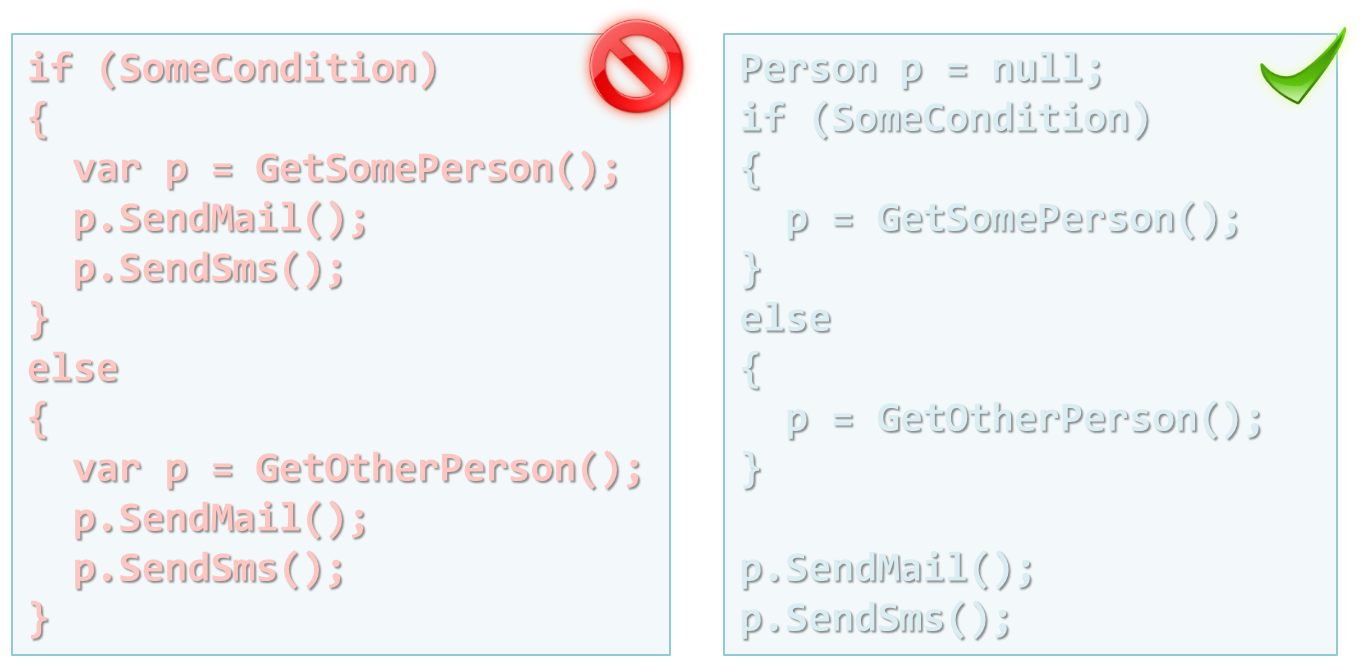 if (SomeCondition)
{
  var p = GetSomePerson();
  p.SendMail();
  p.SendSms();
}
else
{
  var p = GetOtherPerson();
  p.SendMail();
  p.SendSms();
}
Person p = null;
if (SomeCondition)
{
  p = GetSomePerson();
}
else
{
  p = GetOtherPerson();
}

p.SendMail();
p.SendSms();